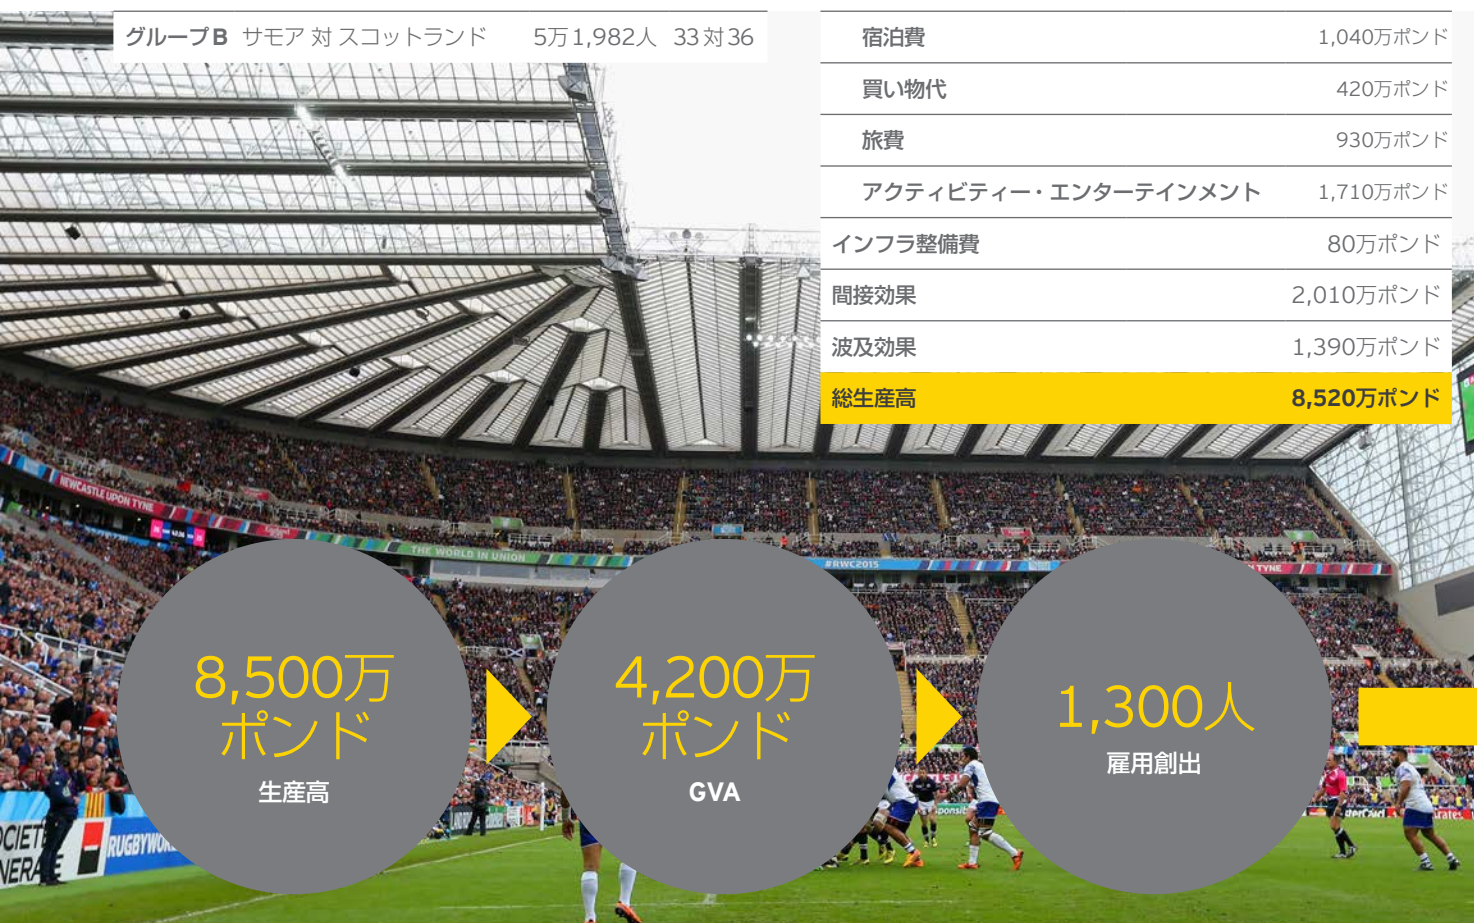 グループB サモア 対 スコットランド 5万1,982人 33対36
宿泊費 1,040万ポンド
買い物代 420万ポンド
旅費 930万ポンド
アクティビティー・エンターテインメント 1,710万ポンド
インフラ整備費 80万ポンド
間接効果 2,010万ポンド
波及効果 1,390万ポンド
総生産高 8,520万ポンド
NEWCASTLE UPON TYNE
THE WORLD IN UNION
#RWC2015
8,500万
ポンド
生産高
4,200万
ポンド
GVA
1,300人
雇用創出